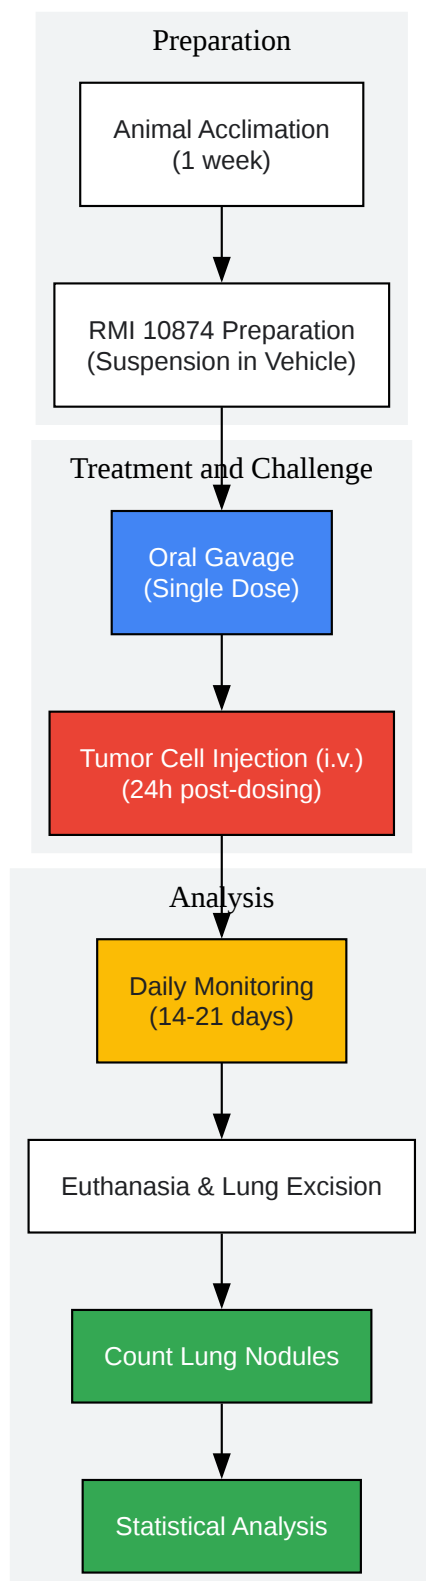 Preparation
Animal Acclimation
(1 week)
RMI 10874 Preparation
(Suspension in Vehicle)
Treatment and Challenge
Oral Gavage
(Single Dose)
Tumor Cell Injection (i.v.)
(24h post-dosing)
Analysis
Daily Monitoring
(14-21 days)
Euthanasia & Lung Excision
Count Lung Nodules
Statistical Analysis